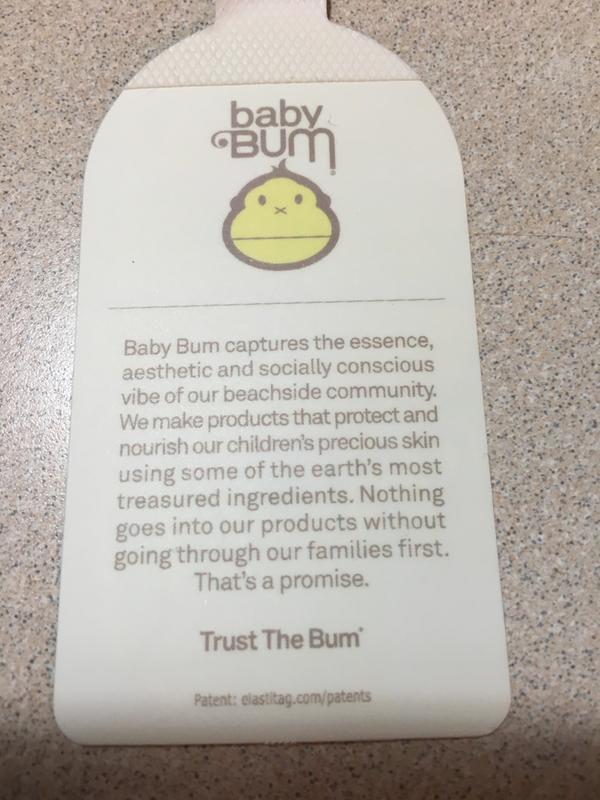 baby
BUM®
Baby Bum captures the essence,
aesthetic and socially conscious
vibe of our beachside community.
We make products that protect and
nourish our children's precious skin
using some of the earth's most
treasured ingredients. Nothing
goes into our products without
going through our families first.
That's a promise.
Trust The Bum®
Patent: elastitag.com/patents